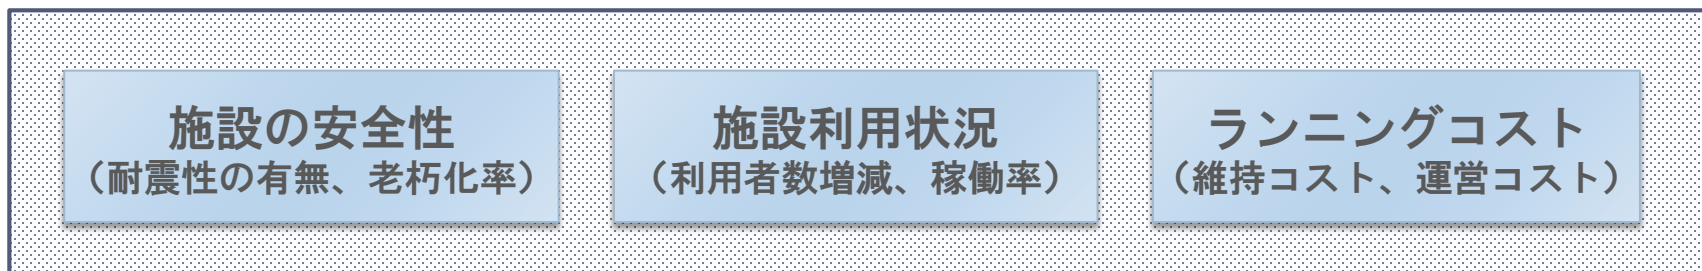 施設の安全性
（耐震性の有無、老朽化率）
施設利用状況
（利用者数増減、稼働率）
ランニングコスト
（維持コスト、運営コスト）